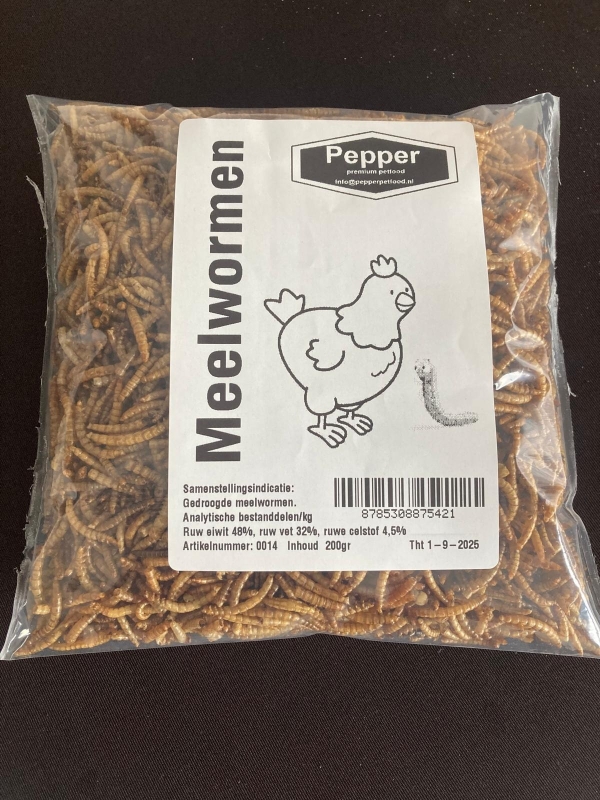 Meelwormen
Pepper
premium petfood
info@pepperpetfood.nl
Samenstellingsindicatie:
Gedroogde meelwormen.
Analytische bestanddelen/kg
Ruw eiwit 48%, ruw vet 32%, ruwe celstof 4,5%
Artikelnummer: 0014 Inhoud 200gr
8785308875421
Tht 1-9-2025